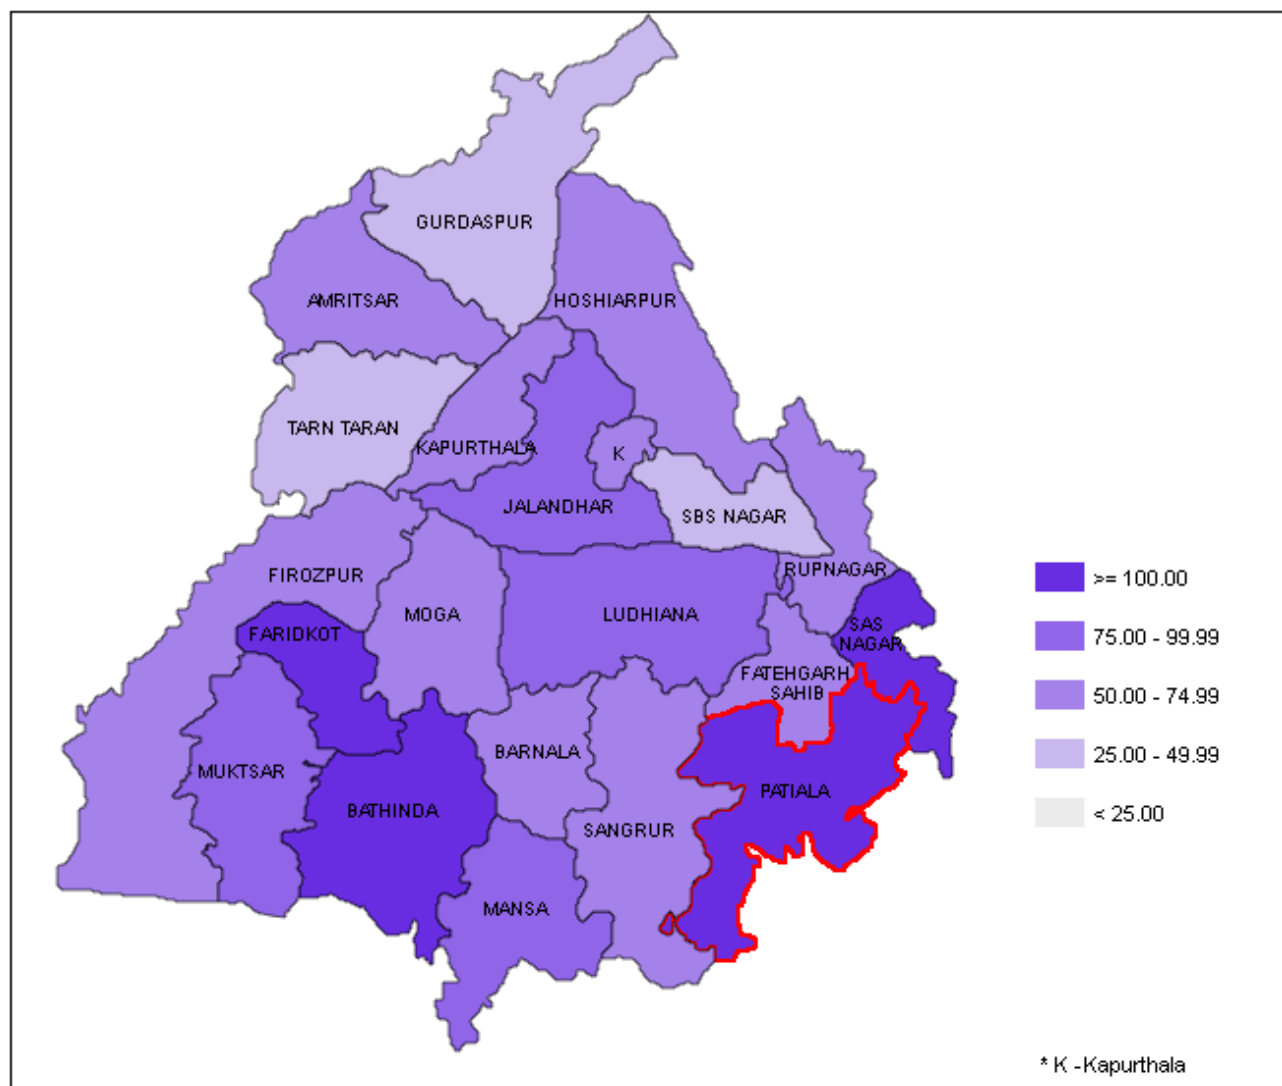 GURDASPUR
AMRITSAR
HOSHIARPUR
TARN TARAN
KAPURTHALA
K
JALANDHAR
SBS NAGAR
FIROZPUR
RUPNAGAR
MOGA
LUDHIANA
FARIDKOT
SAS
NAGAR
FATEHGARH
SAHIB
BARNALA
MUKTSAR
PATIALA
BATHINDA
SANGRUR
MANSA
>= 100.00
75.00 - 99.99
50.00 - 74.99
25.00 - 49.99
< 25.00
* K -Kapurthala